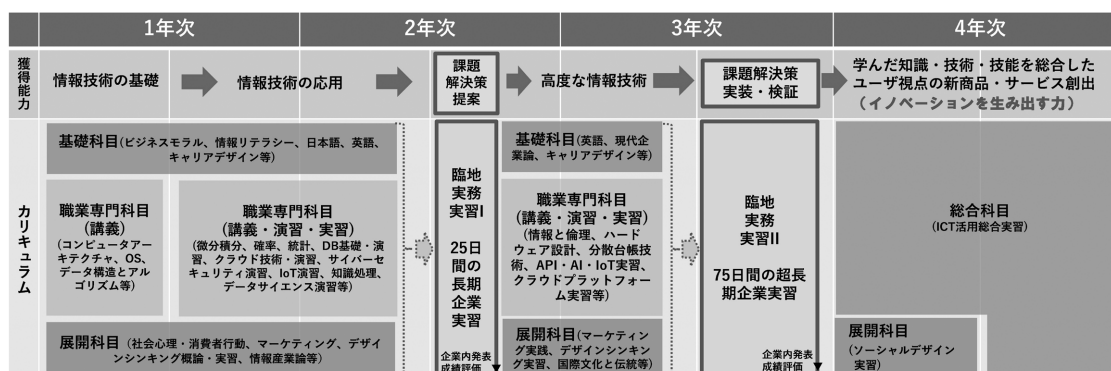 1年次
2年次
3年次
4年次
獲得能力
情報技術の基礎
情報技術の応用
課題
解決策
提案
高度な情報技術
課題解決策
実装・検証
学んだ知識・技術・技能を総合した
ユーザ視点の新商品・サービス創出
(イノベーションを生み出す力)
カリキュラム
基礎科目(ビジネスモラル、情報リテラシー、日本語、英語、
キャリアデザイン等)
職業専門科目
(講義)
(コンピュータアー
キテクチャ、OS、
データ構造とアル
ゴリズム等)
職業専門科目
(講義・演習・実習)
(微分積分、確率、統計、DB基礎・演
習、クラウド技術・演習、サイバーセ
キュリティ演習、IoT演習、知識処理、
データサイエンス演習等)
展開科目(社会心理・消費者行動、マーケティング、デザイ
ンシンキング概論・実習、情報産業論等)
臨地
実務
実習I
25日
間の
長期
企業
実習
企業内発表
成績評価
基礎科目(英語、現代企
業論、キャリアデザイン等)
職業専門科目
(講義・演習・実習)
(情報と倫理、ハード
ウェア設計、分散台帳技
術、API・AI・IoT実習、
クラウドプラットフォー
ム実習等)
展開科目(マーケティン
グ実践、デザインシンキン
グ実習、国際文化と伝統等)
臨地
実務
実習II
75日間の超長
期企業実習
企業内発表
成績評価
総合科目
(ICT活用総合実習)
展開科目
(ソーシャルデザイン
実習)